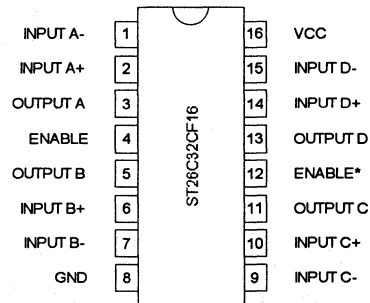 INPUT A- 1 16 VCC
INPUT A+ 2 15 INPUT D-
OUTPUT A 3 14 INPUT D+
ENABLE 4 13 OUTPUT D
OUTPUT B 5 12 ENABLE*
INPUT B+ 6 11 OUTPUT C
INPUT B- 7 10 INPUT C+
GND 8 9 INPUT C-
ST26C32CF16